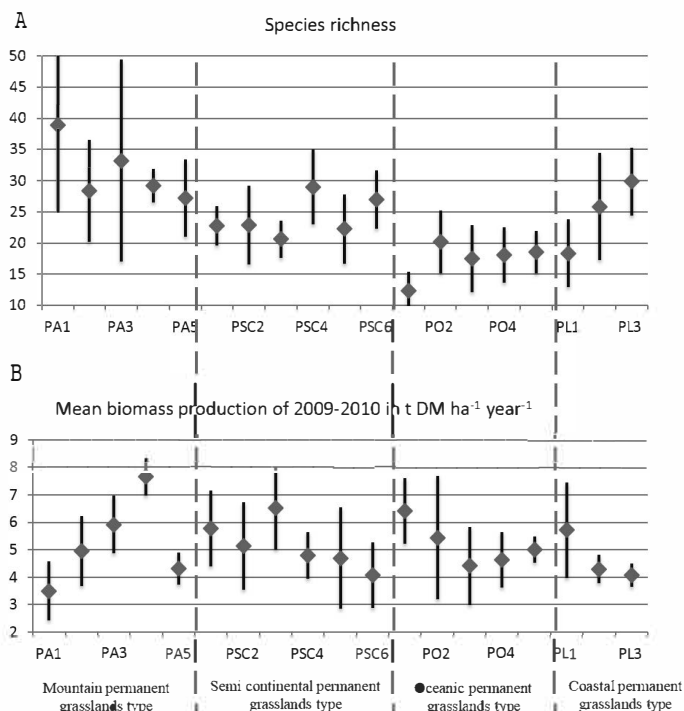 A
Species richness
50
45
40
35
30
25
20
15
10
PA1 PA3 PA5 PSC2 PSC4 PSC6 PO2 PO4 PL1 PL3
B
Mean biomass production of 2009-2010 in t DM ha⁻¹ year⁻¹
9
8
7
6
5
4
3
2
PA1 PA3 PA5 PSC2 PSC4 PSC6 PO2 PO4 PL1 PL3
Mountain permanent grasslands type
Semi continental permanent grasslands type
●ceanic permanent grasslands type
Coastal permanent grasslands type